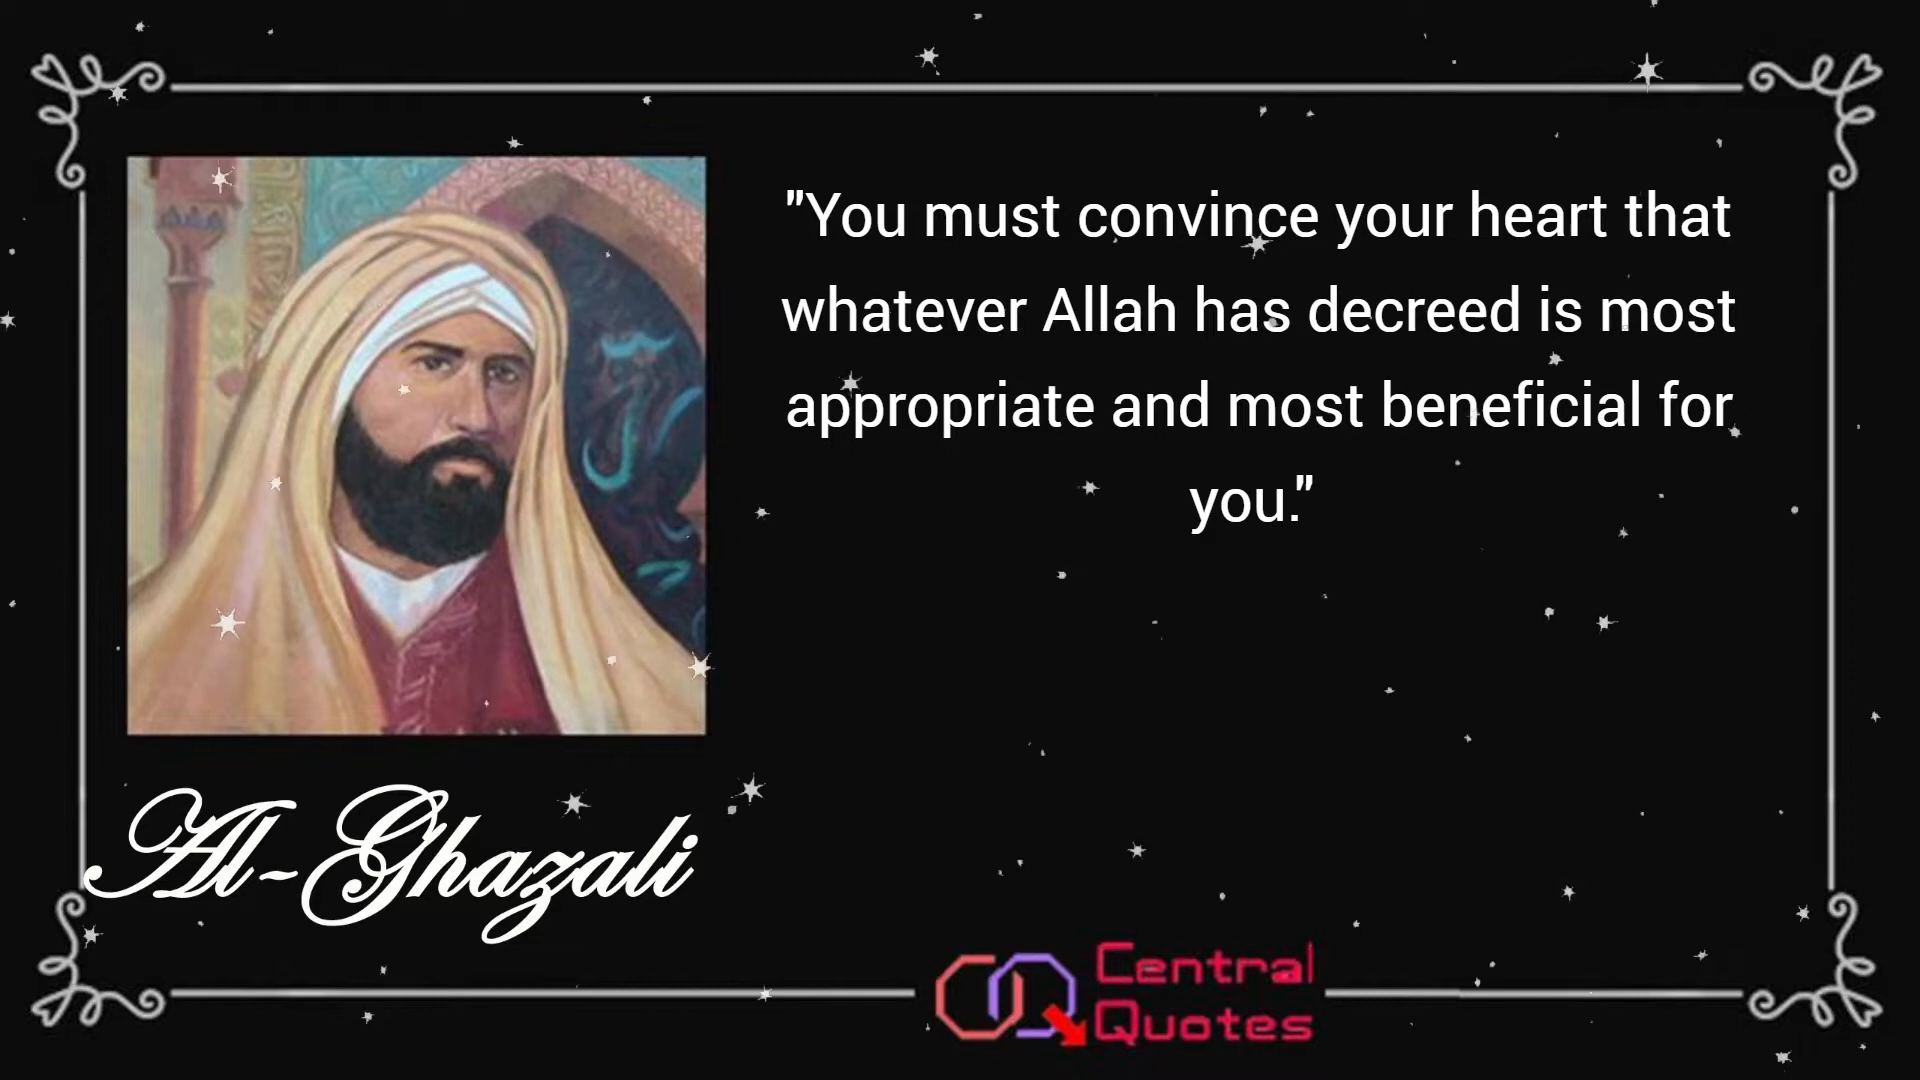 "You must convince your heart that
whatever Allah has decreed is most
appropriate and most beneficial for
you."
Al-Ghazali
Central
Quotes